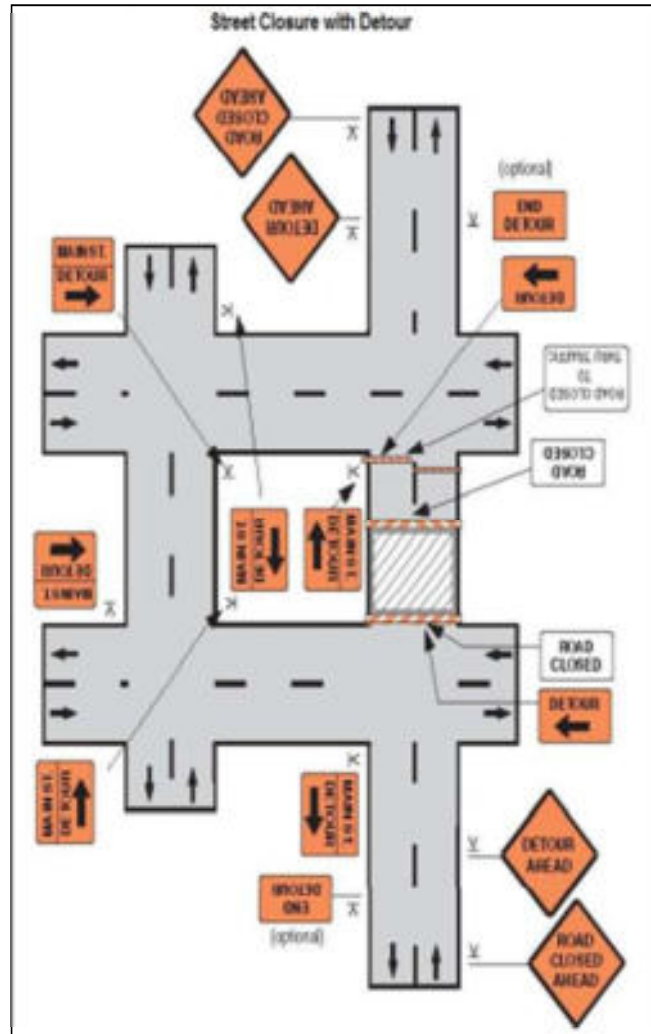 Street Closure with Detour
ROAD
CLOSED
AHEAD
DETOUR
AHEAD
(optional)
END
DETOUR
MAIN ST
DETOUR
DETOUR
ROAD CLOSED
TO
THRU TRAFFIC
ROAD
CLOSED
MAIN ST
DETOUR
MAIN ST
DETOUR
MAIN ST
DETOUR
ROAD
CLOSED
DETOUR
MAIN ST
DETOUR
MAIN ST
DETOUR
DETOUR
AHEAD
END
DETOUR
(optional)
ROAD
CLOSED
AHEAD